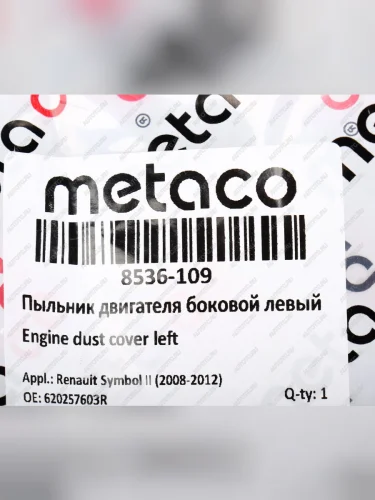 metaco
8536-109
Пыльник двигателя боковой левый
Engine dust cover left
Appl.: Renault Symbol II (2008-2012)
OE: 620257603R
Q-ty: 1